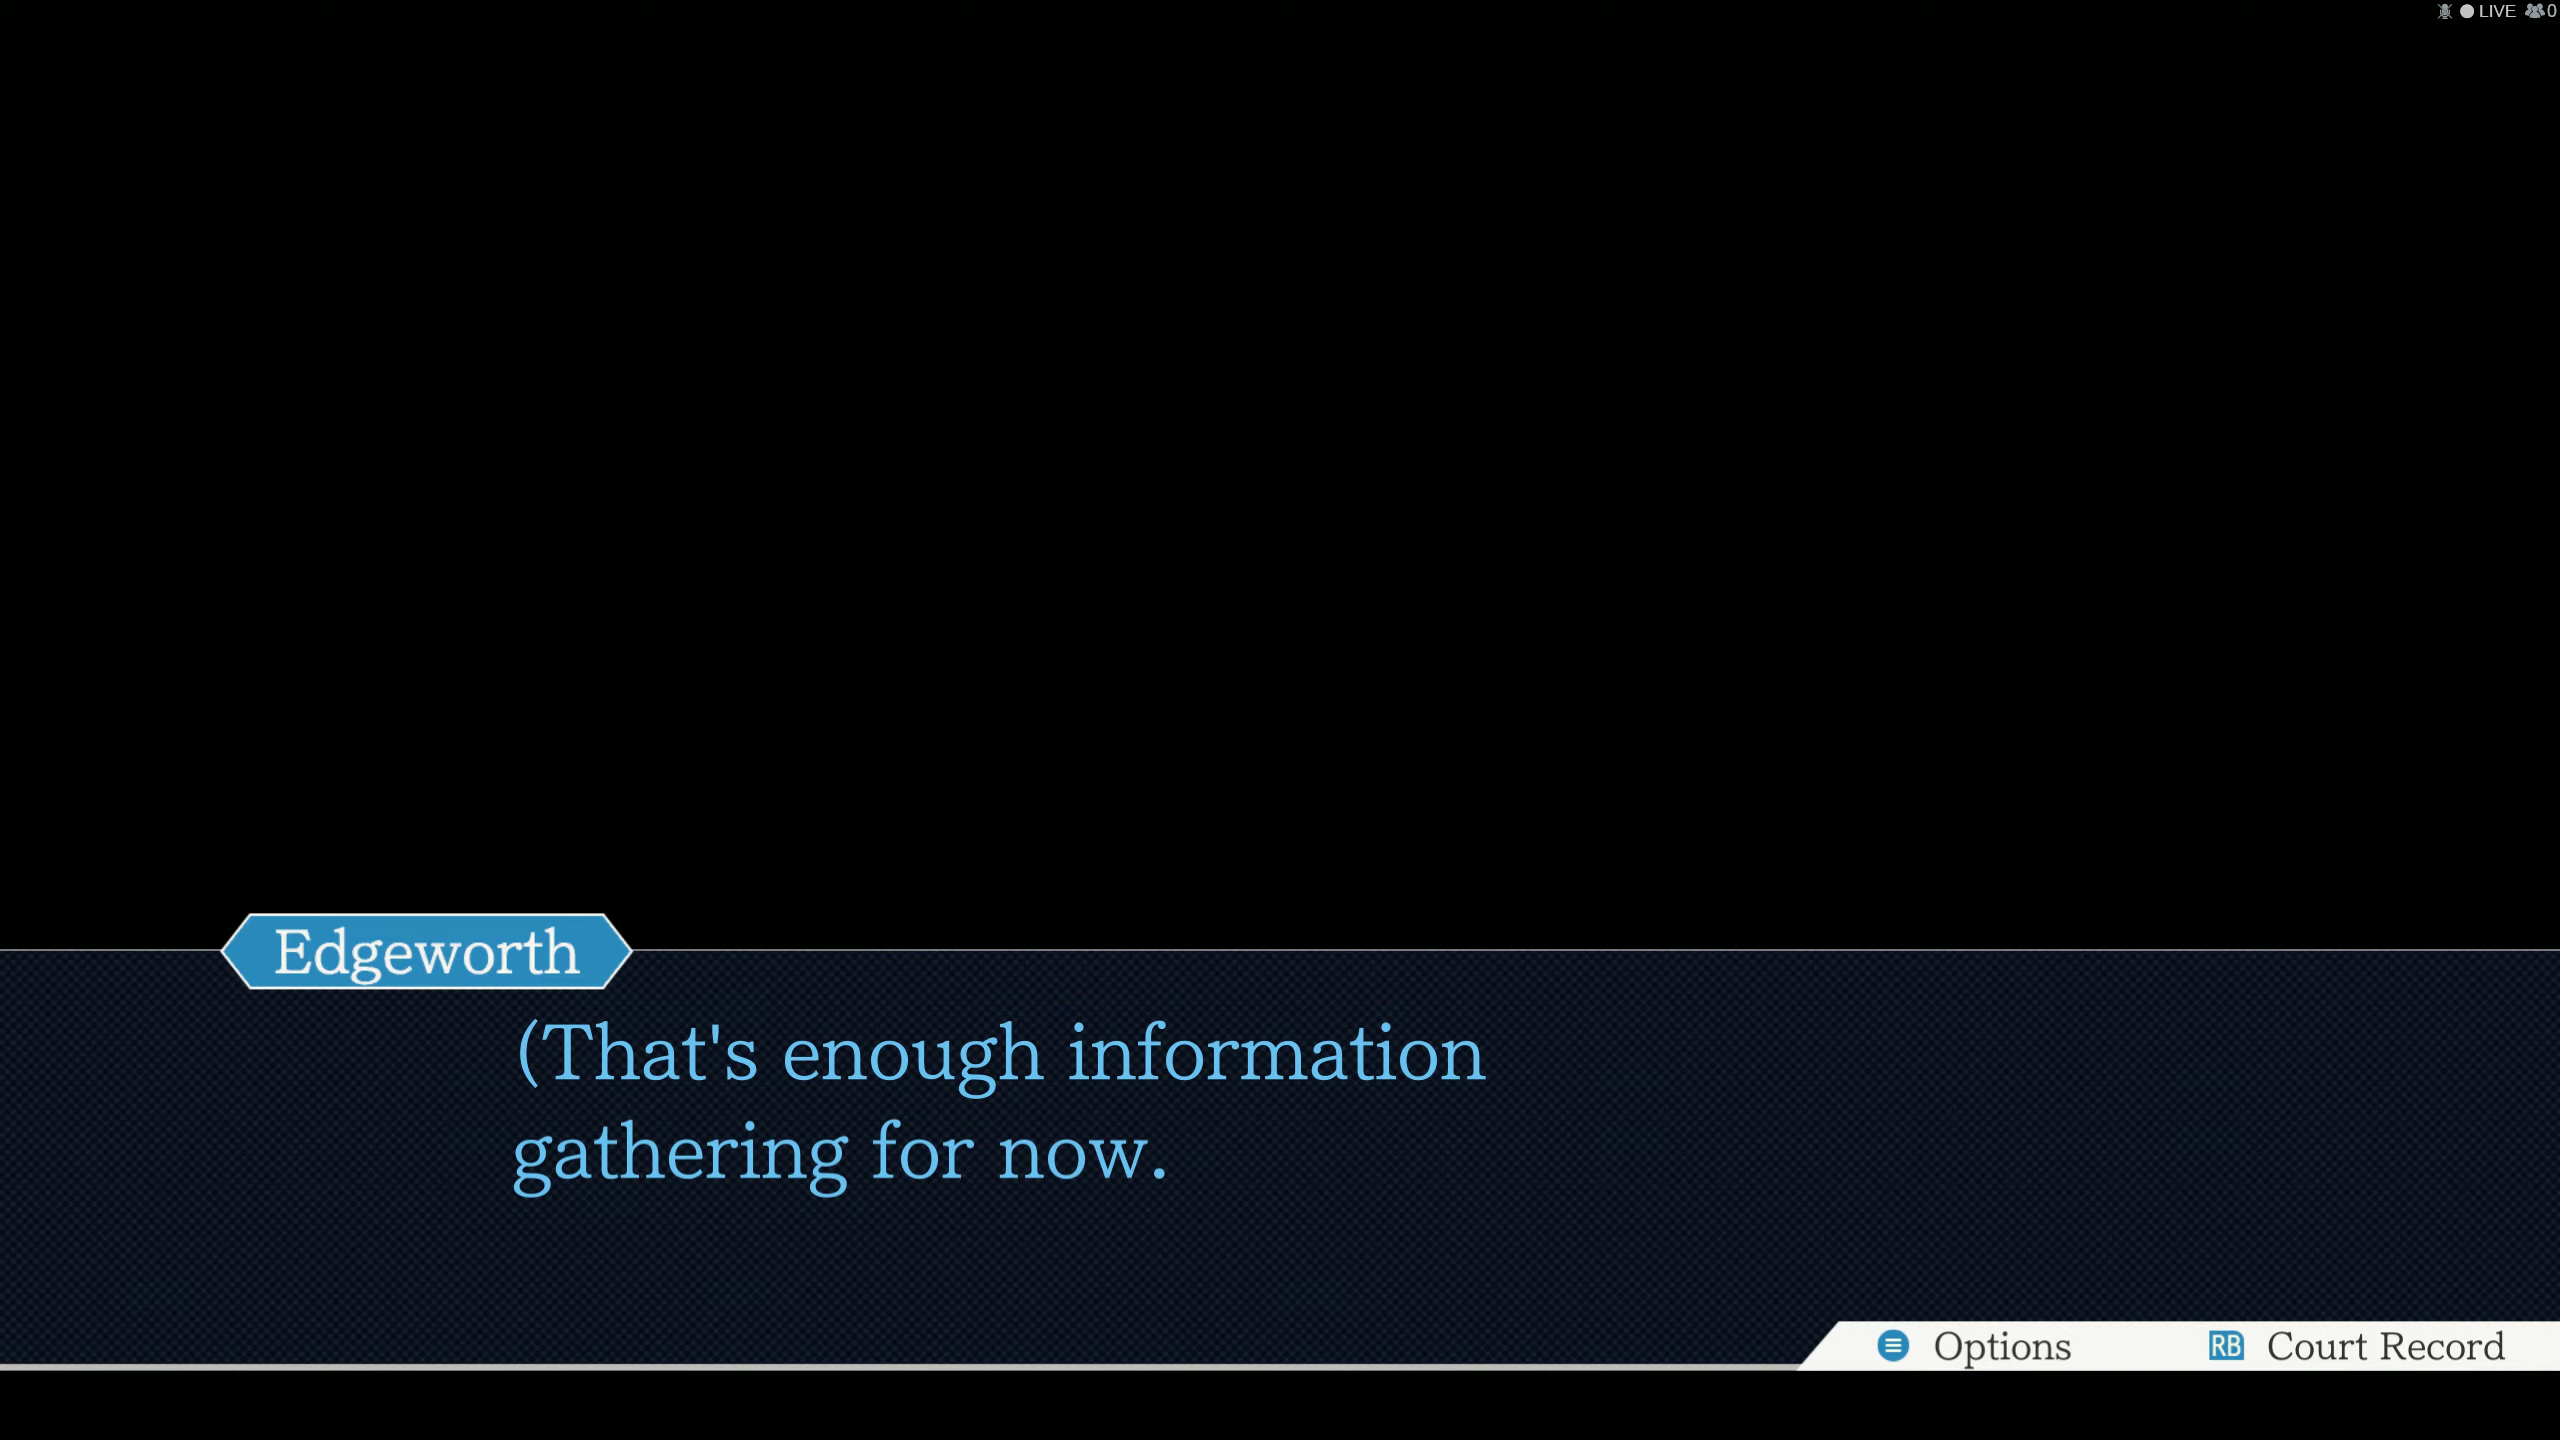 LIVE 0
Edgeworth
(That's enough information
gathering for now.
Options RB Court Record